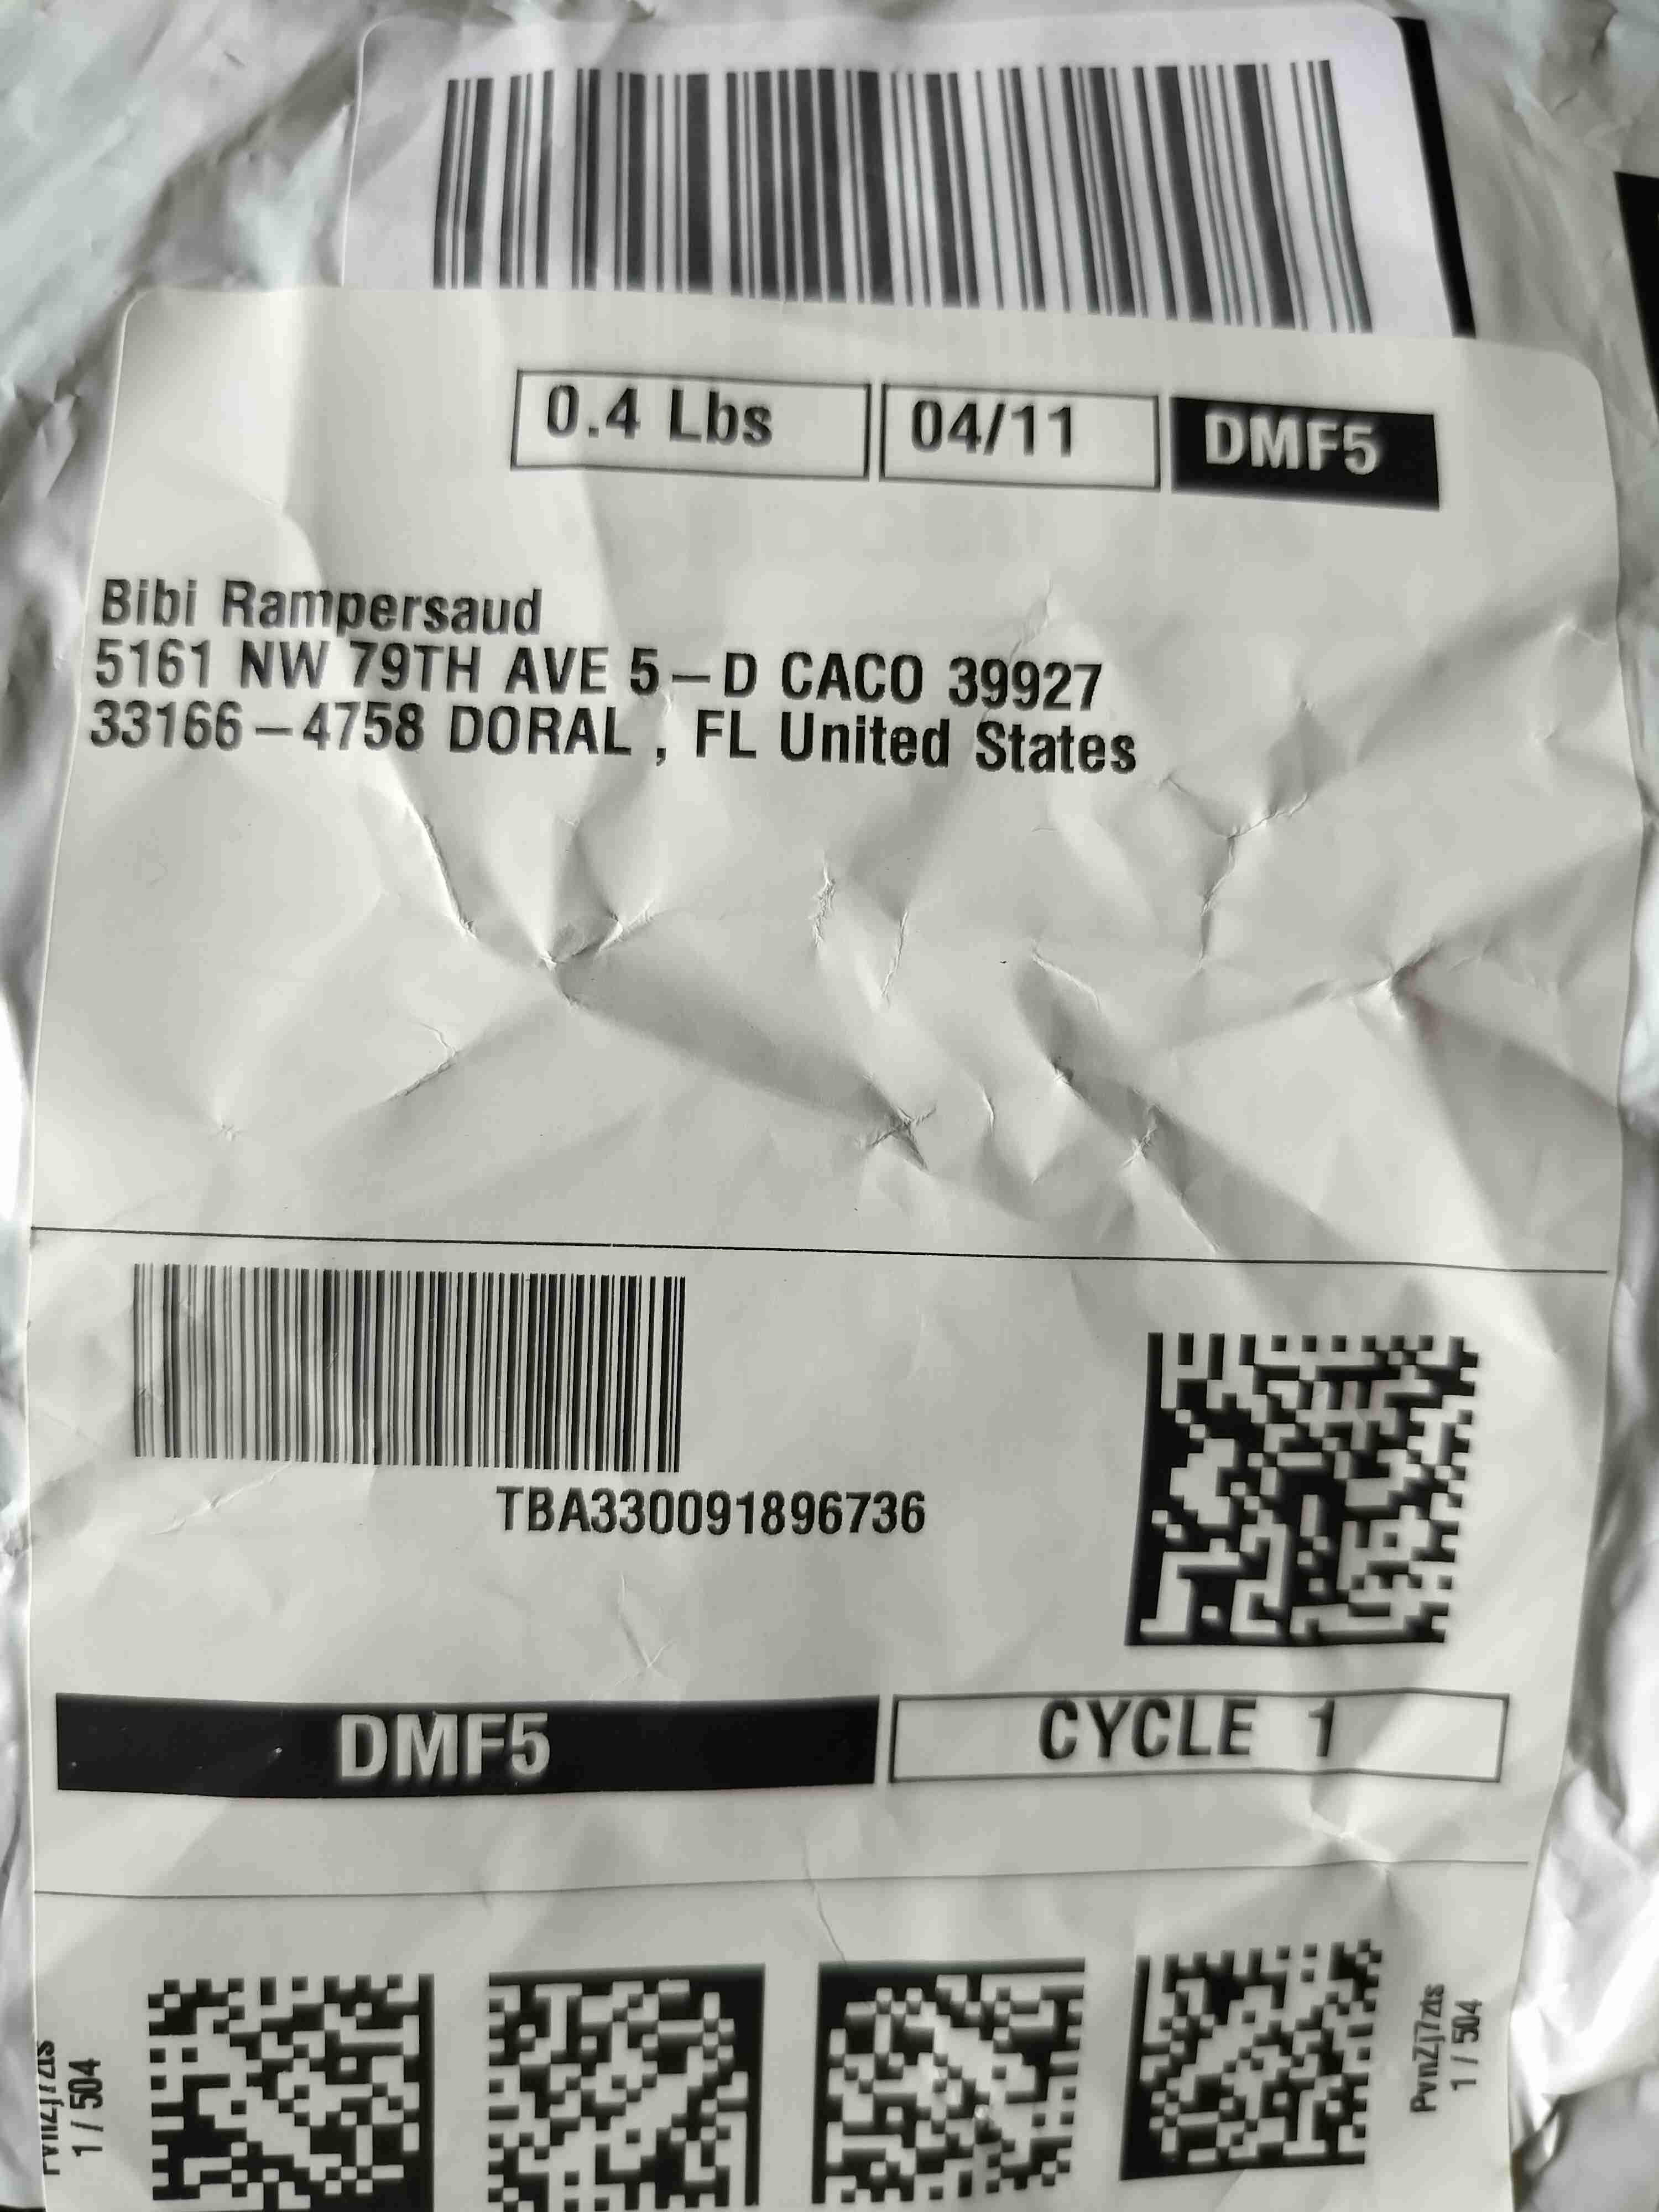 0.4 Lbs 04/11 DMF5
Bibi Rampersaud
5161 NW 79TH AVE 5-D CACO 39927
33166-4758 DORAL , FL United States
TBA330091896736
DMF5 CYCLE 1
PvnZj7zts
1 / 504
PvnZj7zts
1 / 504